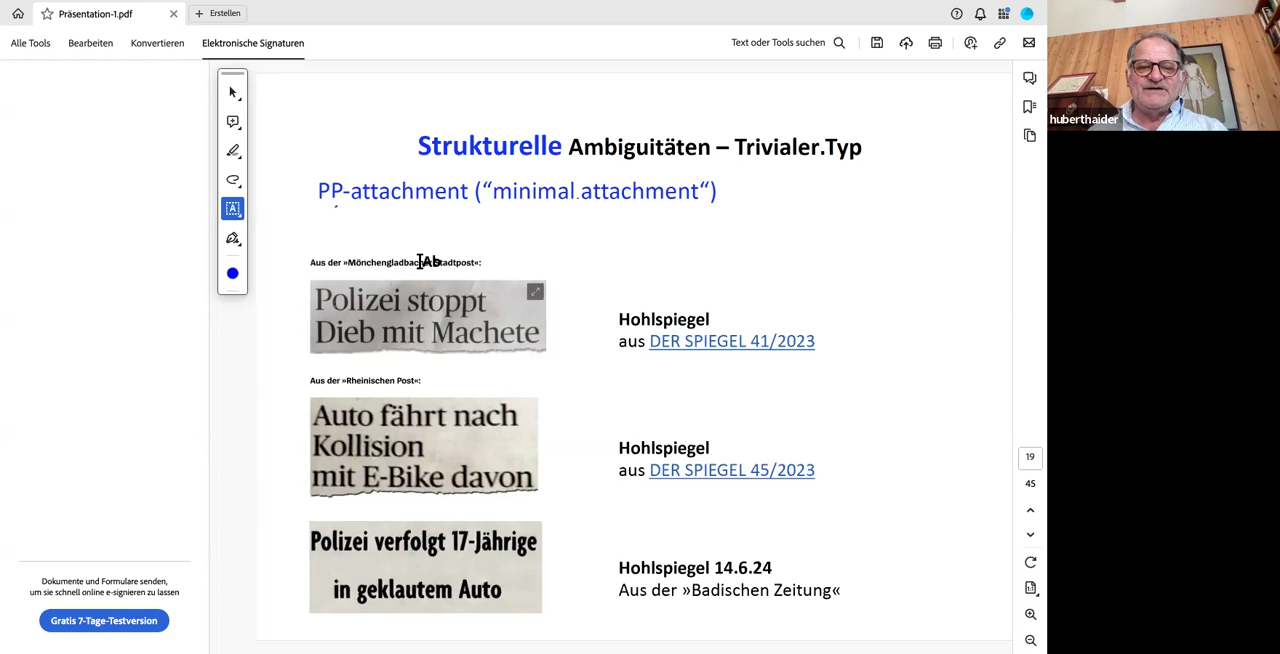 Präsentation-1.pdf
Erstellen
Alle Tools
Bearbeiten
Konvertieren
Elektronische Signaturen
Text oder Tools suchen
huberthaider
Strukturelle Ambiguitäten – Trivialer.Typ
PP-attachment (“minimal.attachment“)
Aus der »Mönchengladbacher Stadtpost«:
Polizei stoppt
Dieb mit Machete
Hohlspiegel
aus DER SPIEGEL 41/2023
Aus der »Rheinischen Post«:
Auto fährt nach
Kollision
mit E-Bike davon
Hohlspiegel
aus DER SPIEGEL 45/2023
Polizei verfolgt 17-Jährige
in geklautem Auto
Hohlspiegel 14.6.24
Aus der »Badischen Zeitung«
19
45
Dokumente und Formulare senden,
um sie schnell online e-signieren zu lassen
Gratis 7-Tage-Testversion